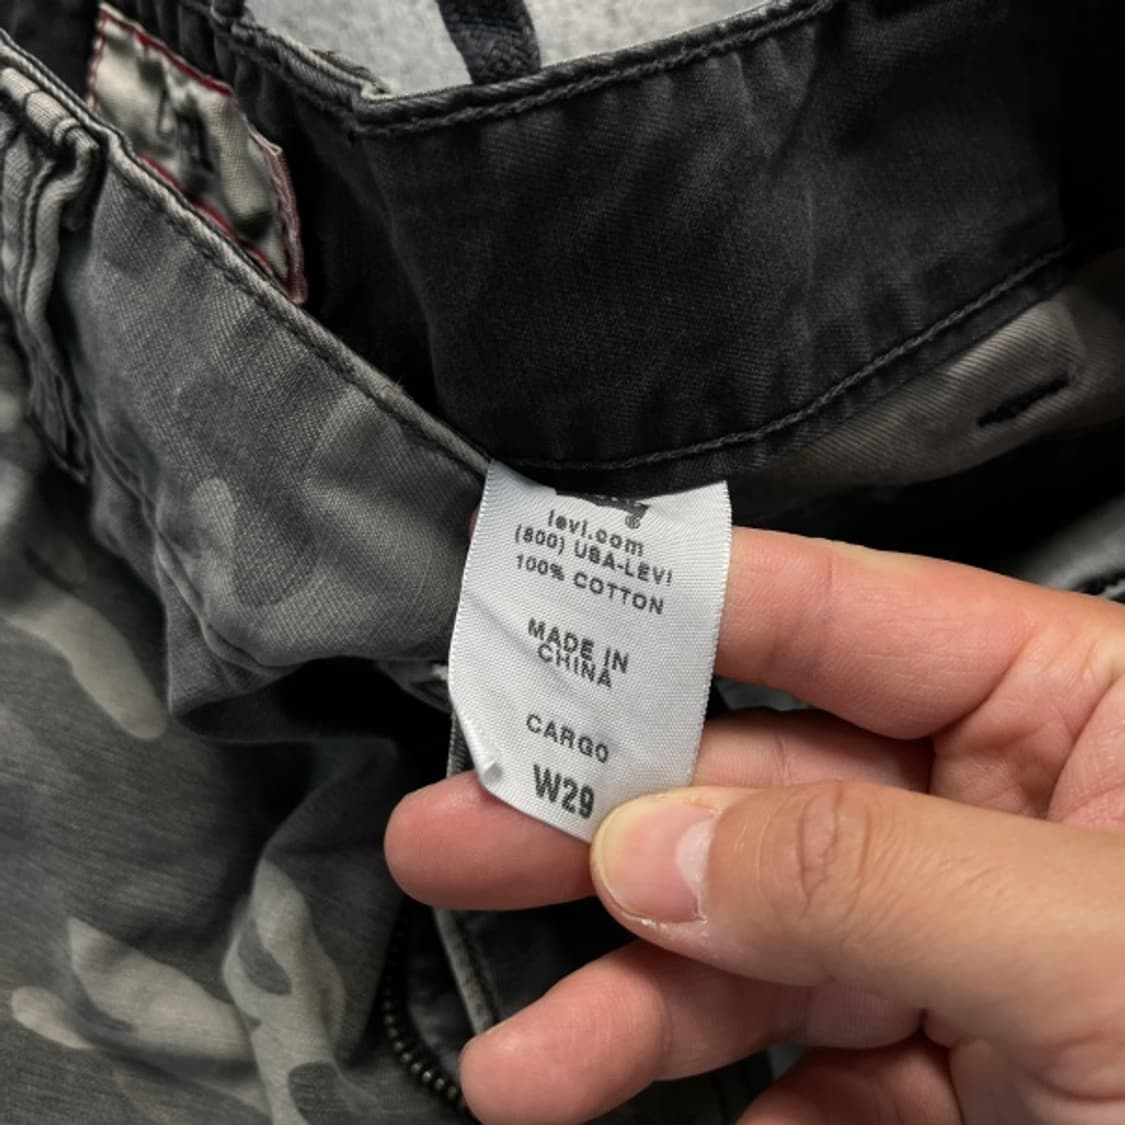 levi.com
(800) USA-LEVI
100% COTTON
MADE IN
CHINA
CARGO
W29